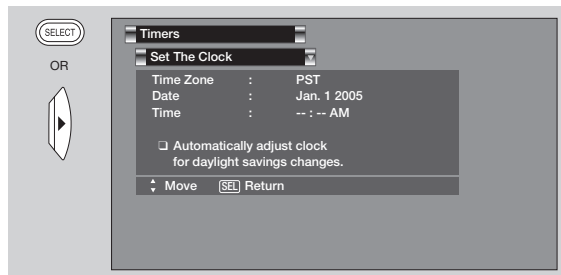 SELECT
OR
Timers
Set The Clock
Time Zone : PST
Date : Jan. 1 2005
Time : -- : -- AM
❏ Automatically adjust clock
for daylight savings changes.
Move SEL Return